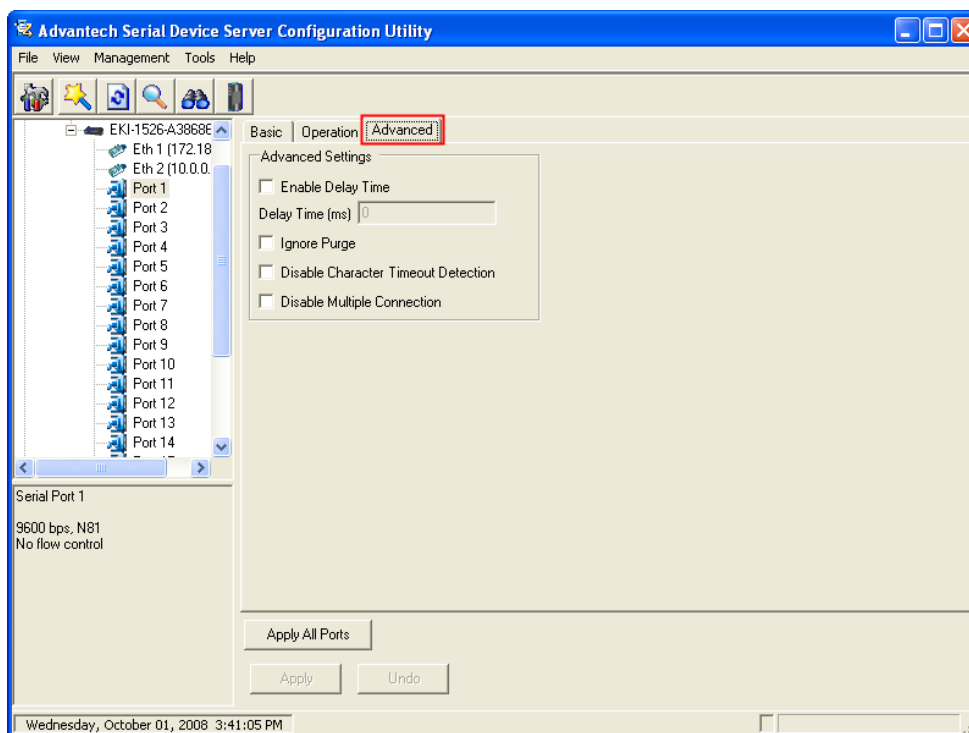 Advantech Serial Device Server Configuration Utility
File View Management Tools Help
EKI-1526-A38686
Eth 1 (172.18
Eth 2 (10.0.0.
Port 1
Port 2
Port 3
Port 4
Port 5
Port 6
Port 7
Port 8
Port 9
Port 10
Port 11
Port 12
Port 13
Port 14
Serial Port 1
9600 bps, N81
No flow control
Basic Operation Advanced
Advanced Settings
Enable Delay Time
Delay Time (ms) 0
Ignore Purge
Disable Character Timeout Detection
Disable Multiple Connection
Apply All Ports
Apply Undo
Wednesday, October 01, 2008 3:41:05 PM